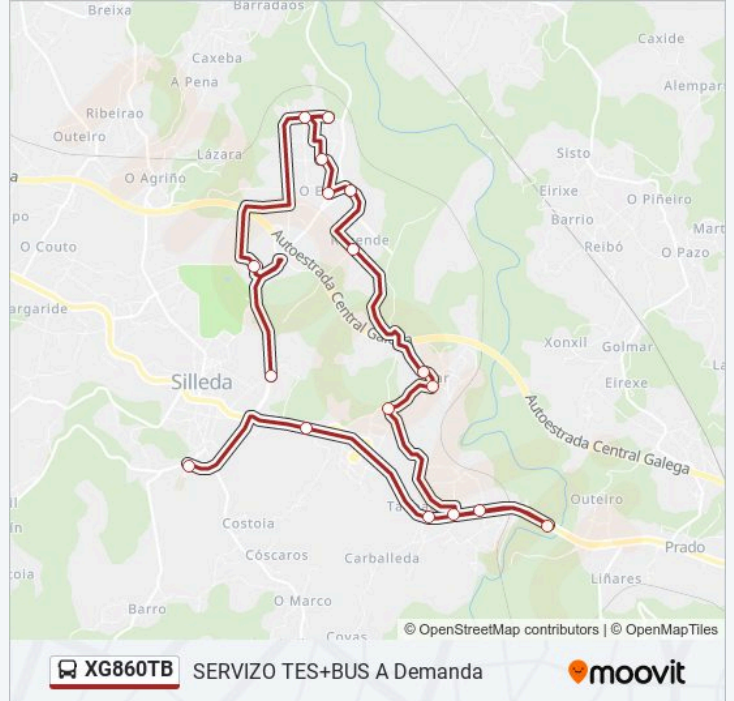 Breixa
Barradaos
Caxide
Caxeba
A Pena
Alempar
Ribeirao
Outeiro
Lázara
Sisto
O Agriño
Eirixe
O Piñeiro
Barrio
Mart
O Couto
Reibó
O Pazo
Autoestrada Central Galega
argaride
Xonxil
Golmar
Silleda
Eirexe
Autoestrada Central Galega
Outeiro
Costoia
Prado
Cóscaros
Carballeda
Liñares
O Marco
Barro
Covas
© OpenStreetMap contributors | © OpenMapTiles
XG860TB SERVIZO TES+BUS A Demanda
moovit